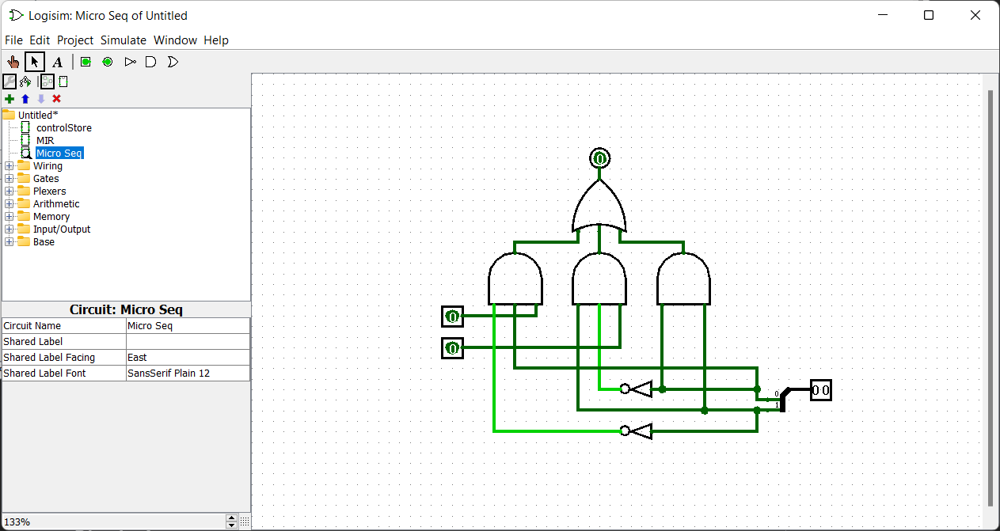 Logisim: Micro Seq of Untitled
File Edit Project Simulate Window Help
A
Untitled*
controlStore
MIR
Micro Seq
Wiring
Gates
Plexers
Arithmetic
Memory
Input/Output
Base
Circuit: Micro Seq
Circuit Name Micro Seq
Shared Label
Shared Label Facing East
Shared Label Font SansSerif Plain 12
133%
0
0
0
0
1
0 0